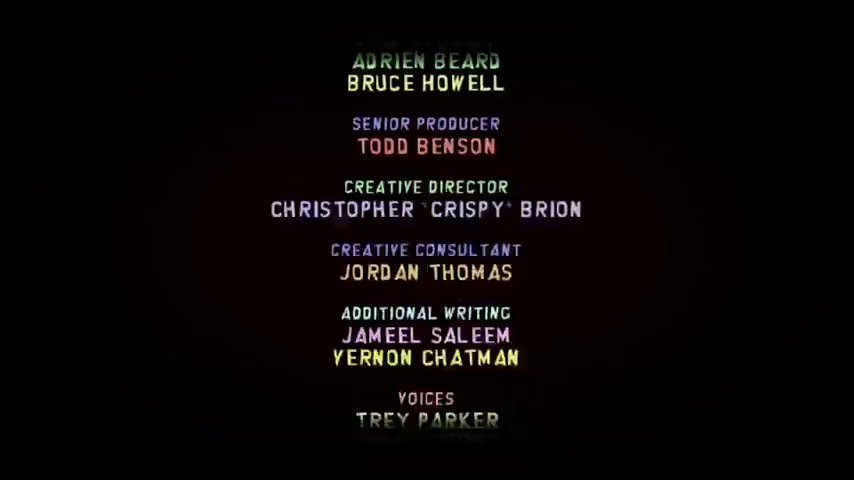 ADRIEN BEARD
BRUCE HOWELL
SENIOR PRODUCER
TODD BENSON
CREATIVE DIRECTOR
CHRISTOPHER "CRISPY" BRION
CREATIVE CONSULTANT
JORDAN THOMAS
ADDITIONAL WRITING
JAMEEL SALEEM
VERNON CHATMAN
VOICES
TREY PARKER